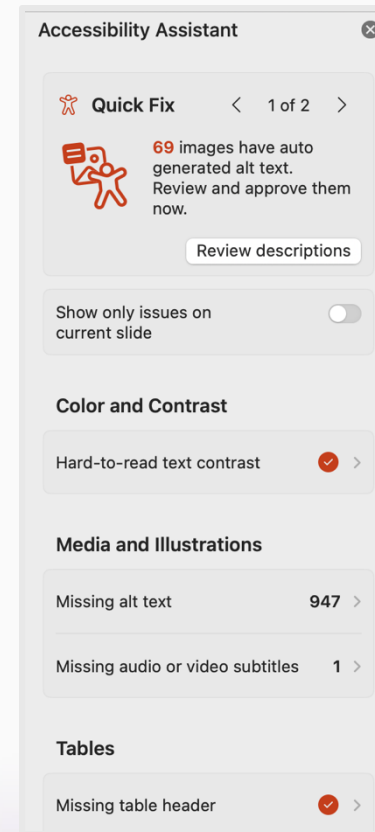 Accessibility Assistant
Quick Fix
1 of 2
69 images have auto
generated alt text.
Review and approve them
now.
Review descriptions
Show only issues on
current slide
Color and Contrast
Hard-to-read text contrast
Media and Illustrations
Missing alt text 947
Missing audio or video subtitles 1
Tables
Missing table header